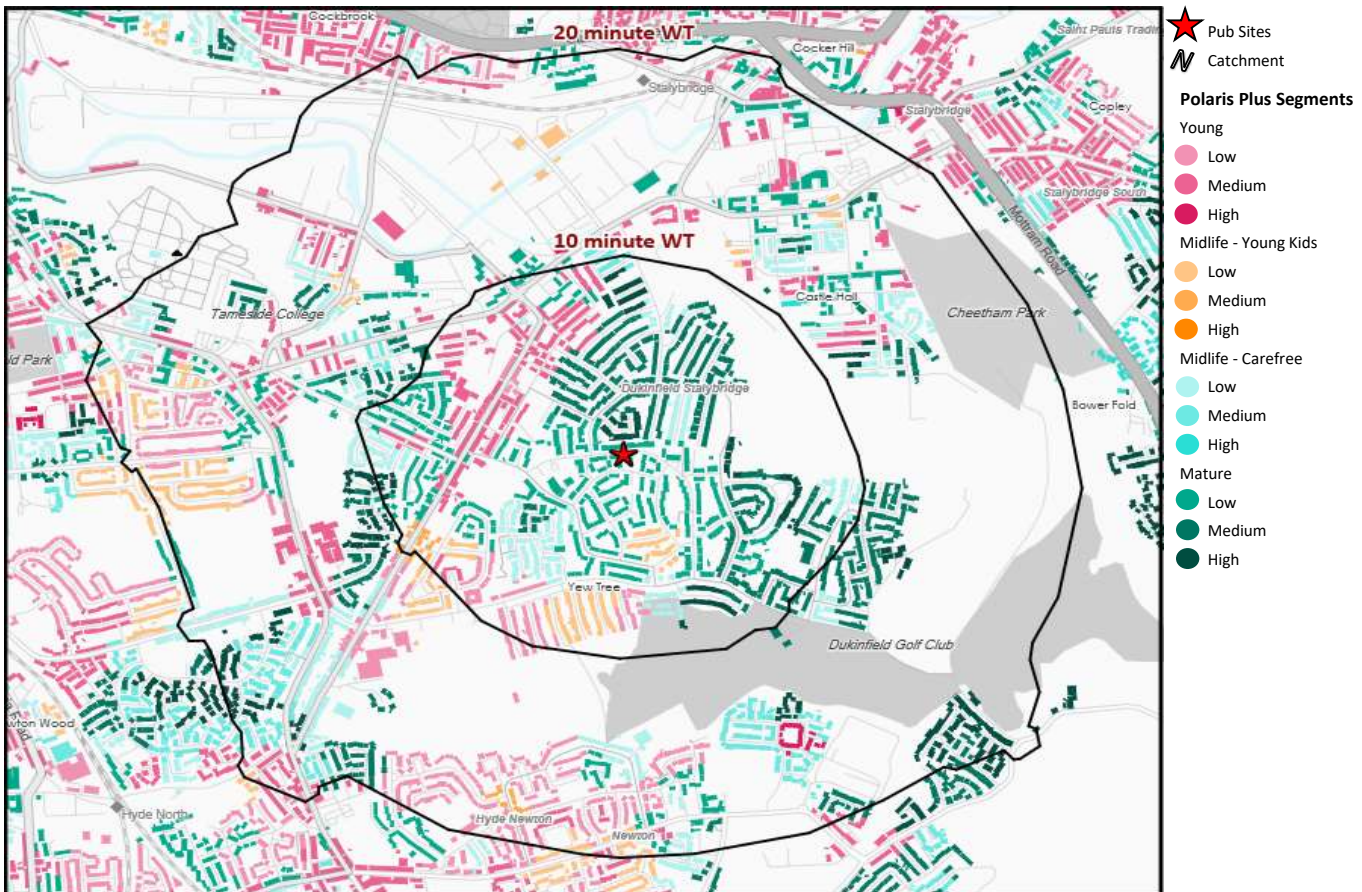 Cockbrook
20 minute WT
Cocker Hill
Saint Pauls Tradin
Stalybridge
Stalybridge
Copley
Stalybridge South
Mottram Road
10 minute WT
Castle Hall
Cheetham Park
Tameside College
ld Park
Dukinfield Stalybridge
Bower Fold
Yew Tree
Dukinfield Golf Club
wton Wood
Hyde North
Hyde Newton
Newton
Pub Sites
Catchment
Polaris Plus Segments
Young
Low
Medium
High
Midlife - Young Kids
Low
Medium
High
Midlife - Carefree
Low
Medium
High
Mature
Low
Medium
High